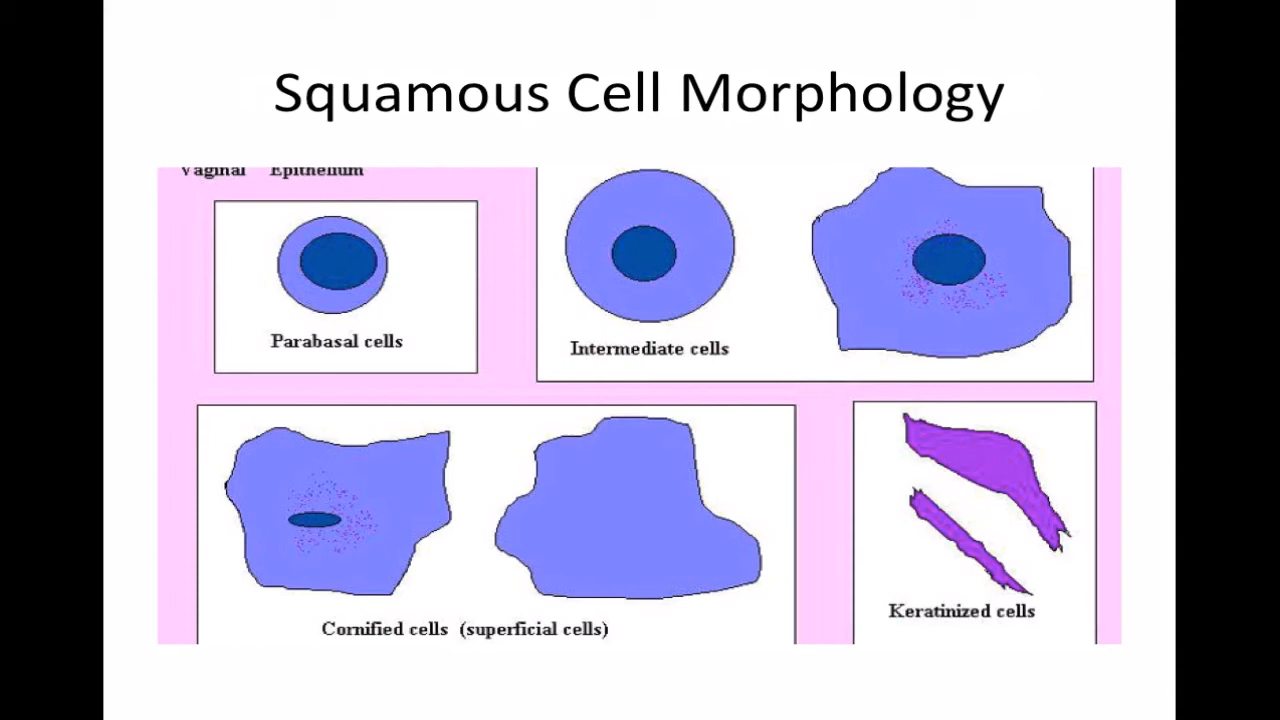 Squamous Cell Morphology
Vaginal Epithelium
Parabasal cells
Intermediate cells
Cornified cells (superficial cells)
Keratinized cells